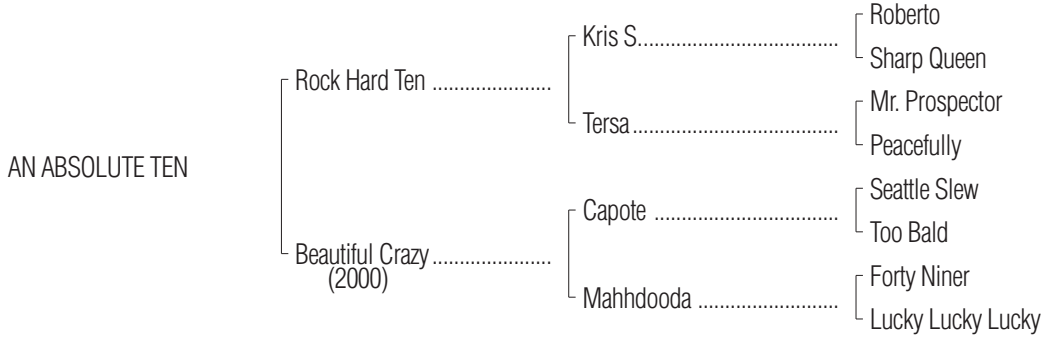 Roberto
Kris S.....................................
Sharp Queen
Rock Hard Ten ......................
Mr. Prospector
Tersa.....................................
Peacefully
AN ABSOLUTE TEN
Seattle Slew
Capote .................................
Too Bald
Beautiful Crazy......................
(2000)
Forty Niner
Mahhdooda .........................
Lucky Lucky Lucky